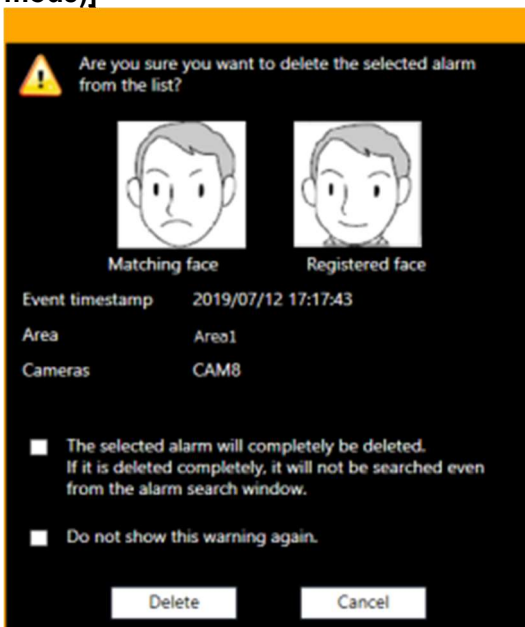 mode)]
Are you sure you want to delete the selected alarm
from the list?
Matching face Registered face
Event timestamp 2019/07/12 17:17:43
Area Area1
Cameras CAM8
The selected alarm will completely be deleted.
If it is deleted completely, it will not be searched even
from the alarm search window.
Do not show this warning again.
Delete Cancel